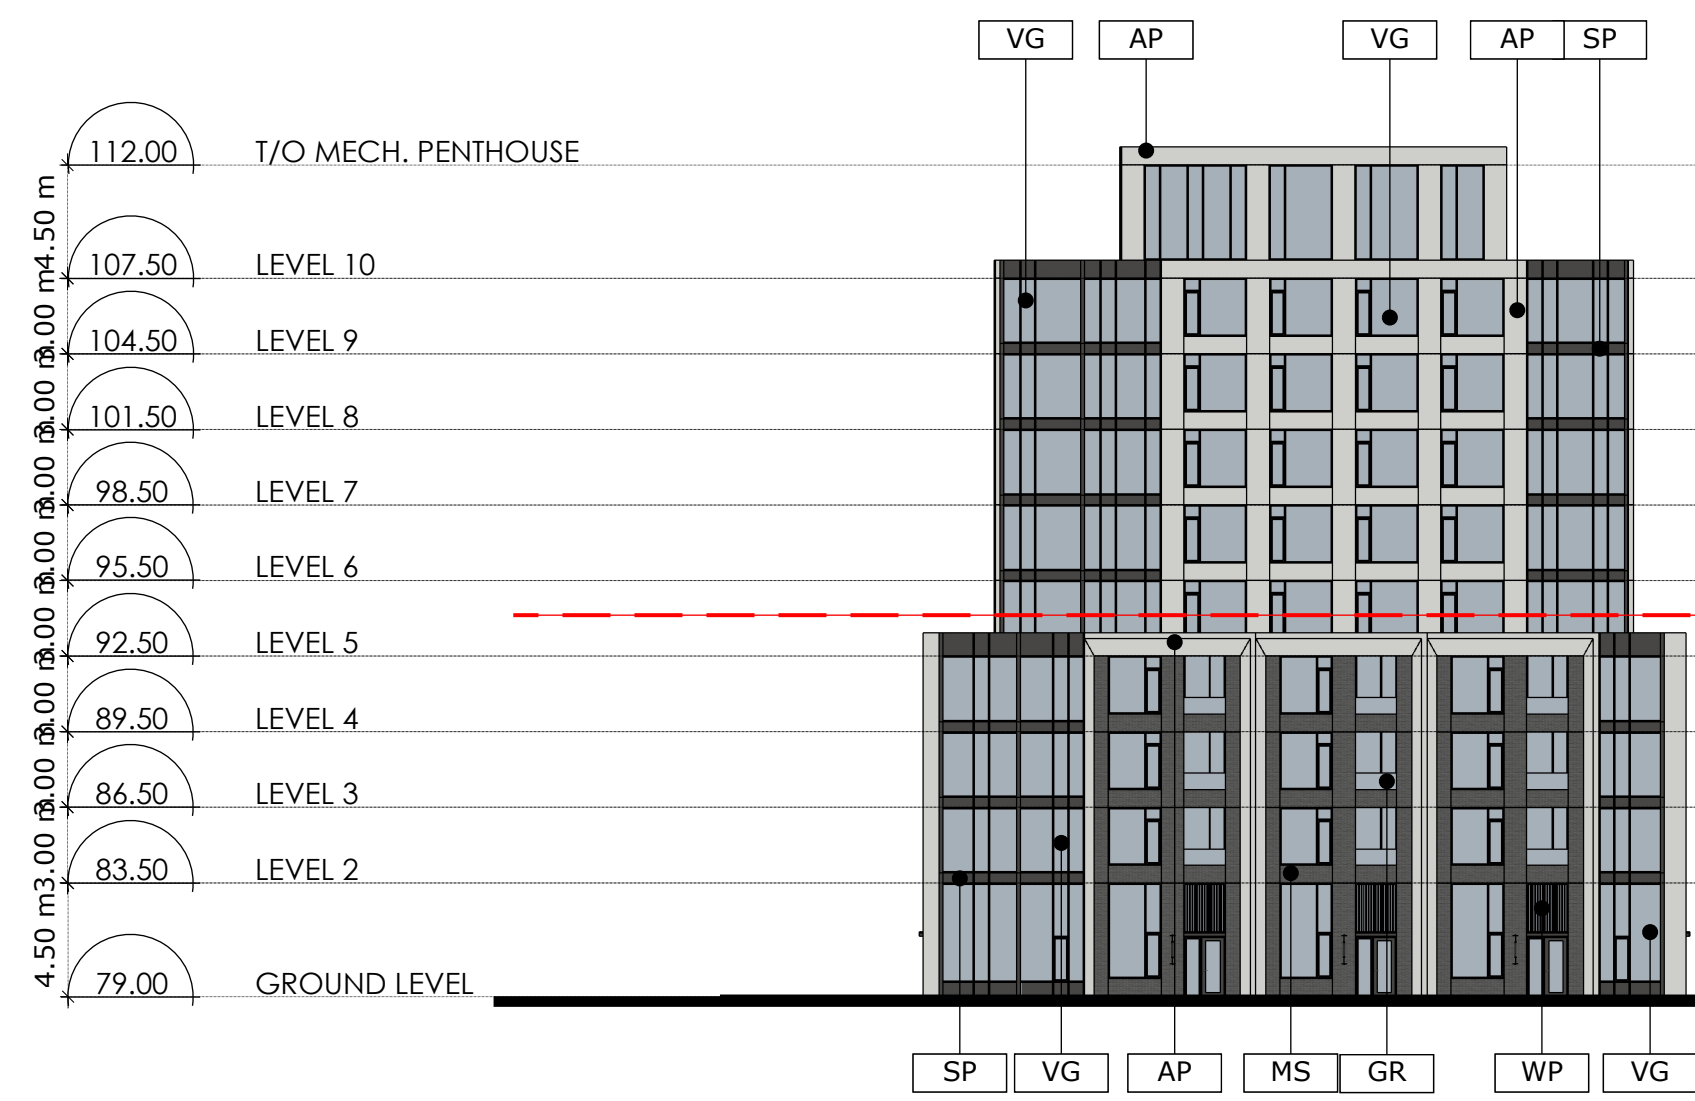 VG AP VG AP SP
112.00 T/O MECH. PENTHOUSE
4.50 m
107.50 LEVEL 10
3.00 m
104.50 LEVEL 9
3.00 m
101.50 LEVEL 8
3.00 m
98.50 LEVEL 7
3.00 m
95.50 LEVEL 6
3.00 m
92.50 LEVEL 5
3.00 m
89.50 LEVEL 4
3.00 m
86.50 LEVEL 3
3.00 m
83.50 LEVEL 2
4.50 m
79.00 GROUND LEVEL
SP VG AP MS GR WP VG